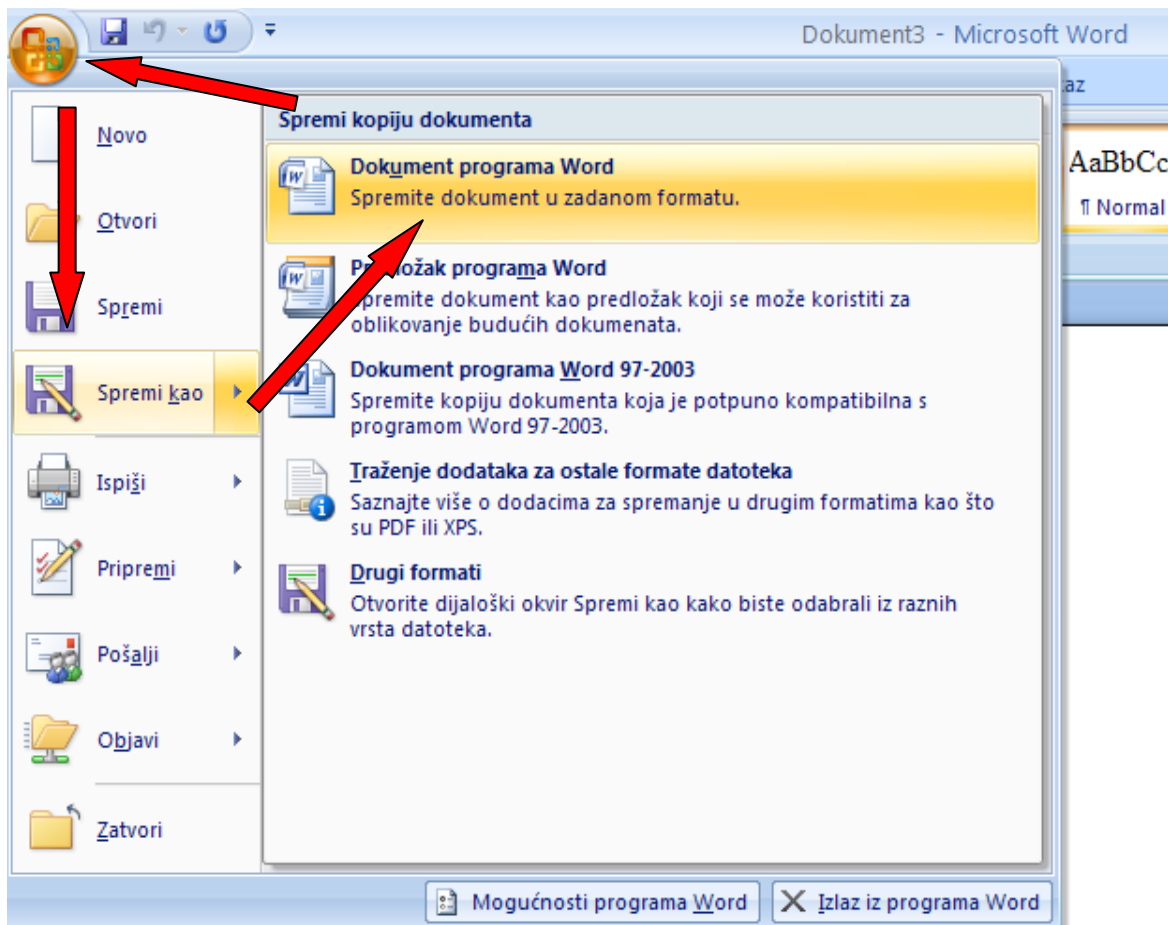 Dokument3 - Microsoft Word
az
Novo
Otvori
Spremi
Spremi kao
Ispiši
Pripremi
Pošalji
Objavi
Zatvori
Spremi kopiju dokumenta
Dokument programa Word
Spremite dokument u zadanom formatu.
Predložak programa Word
Spremite dokument kao predložak koji se može koristiti za
oblikovanje budućih dokumenata.
Dokument programa Word 97-2003
Spremite kopiju dokumenta koja je potpuno kompatibilna s
programom Word 97-2003.
Traženje dodataka za ostale formate datoteka
Saznajte više o dodacima za spremanje u drugim formatima kao što
su PDF ili XPS.
Drugi formati
Otvorite dijaloški okvir Spremi kao kako biste odabrali iz raznih
vrsta datoteka.
AaBbCc
¶ Normal
Mogućnosti programa Word
Izlaz iz programa Word